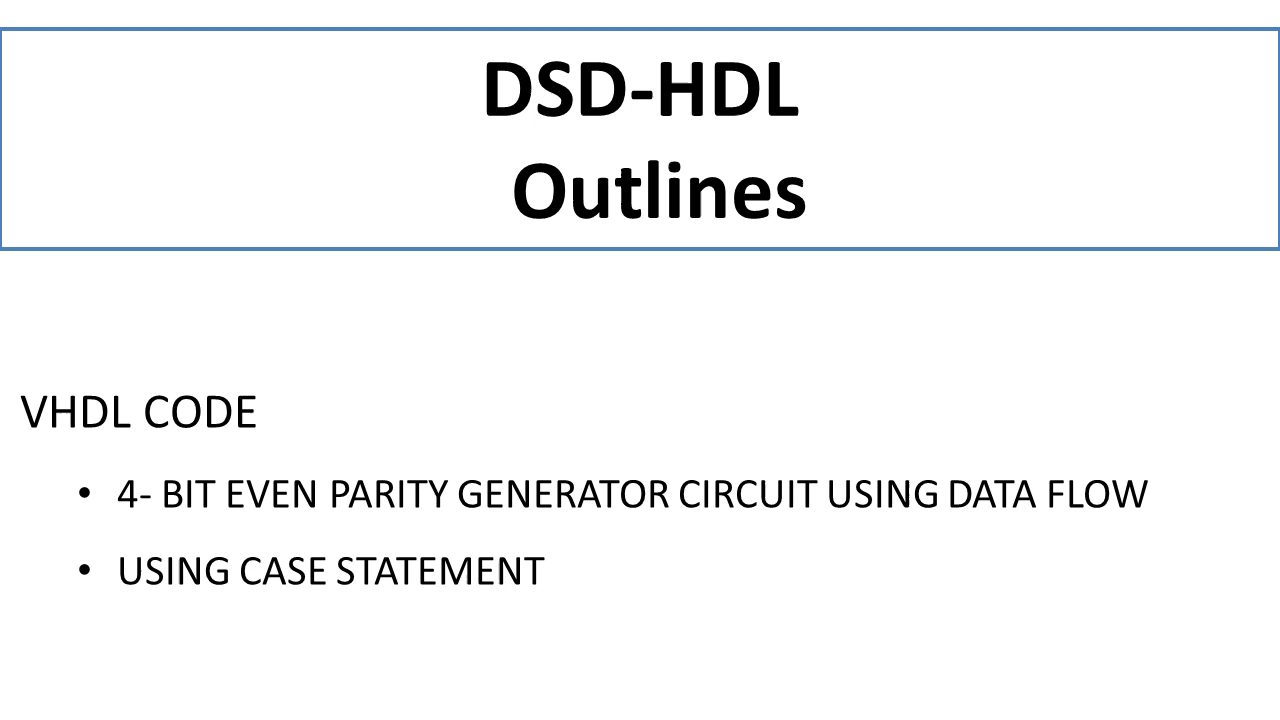 DSD-HDL
Outlines
VHDL CODE
• 4- BIT EVEN PARITY GENERATOR CIRCUIT USING DATA FLOW
• USING CASE STATEMENT